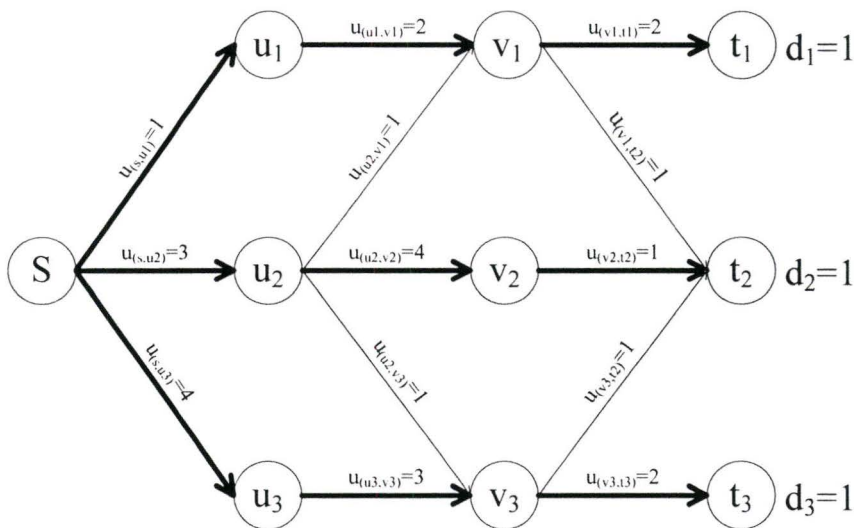 u₁ u(u1,v1)=2 v₁ u(v1,t1)=2 t₁ d₁=1
u(s,u1)=1 u(u2,v1)=1 u(v1,t2)=1
S u(s,u2)=3 u₂ u(u2,v2)=4 v₂ u(v2,t2)=1 t₂ d₂=1
u(s,u3)=4 u(u2,v3)=1 u(v3,t2)=1
u₃ u(u3,v3)=3 v₃ u(v3,t3)=2 t₃ d₃=1